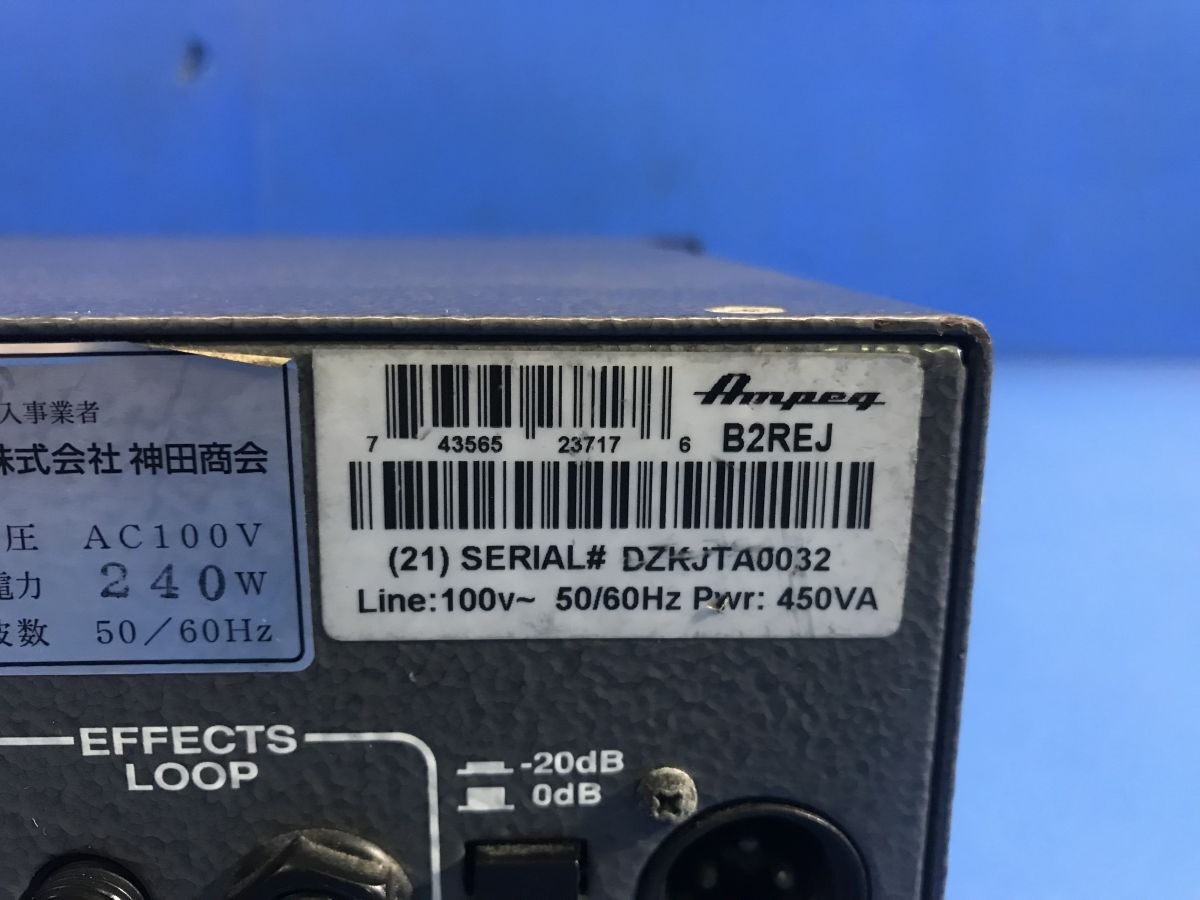 入事業者
株式会社 神田商会
圧 AC100V
電力 240W
波数 50/60Hz
Ampeg
B2REJ
7 43565 23717 6
(21) SERIAL# DZKJTA0032
Line:100v~ 50/60Hz Pwr: 450VA
EFFECTS
LOOP
-20dB
0dB